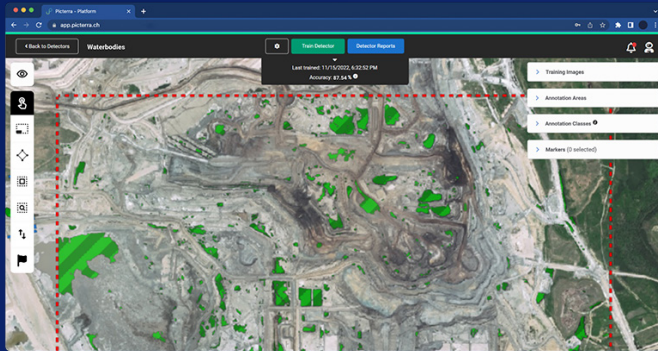 Picterra - Platform
app.picterra.ch
Back to Detectors
Waterbodies
Train Detector
Detector Reports
Last trained: 11/15/2022, 6:32:52 PM
Accuracy: 87.54 %
Training Images
Annotation Areas
Annotation Classes
Markers (0 selected)